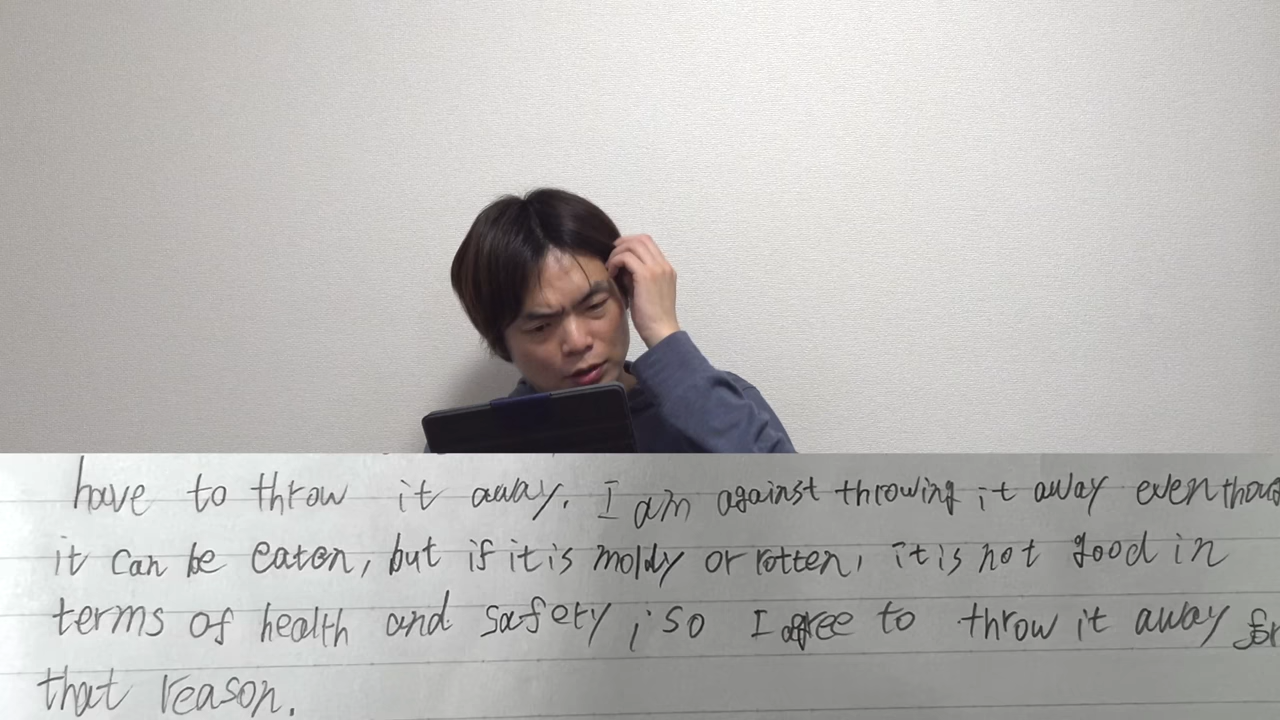 have to throw it away. I am against throwing it away even thoug
it can be eaten, but if it is moldy or rotten, it is not good in
terms of health and safety, so I agree to throw it away for
that reason.